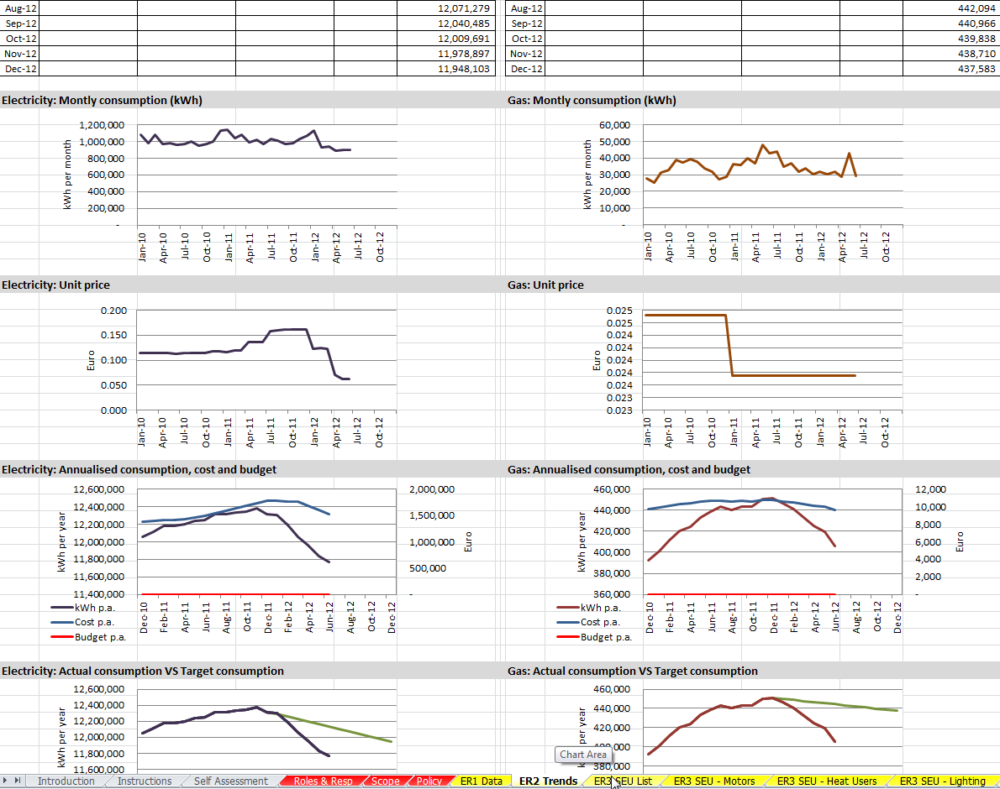 Aug-12 12,071,279 Aug-12 442,094
Sep-12 12,040,485 Sep-12 440,966
Oct-12 12,009,691 Oct-12 439,838
Nov-12 11,978,897 Nov-12 438,710
Dec-12 11,948,103 Dec-12 437,583
Electricity: Montly consumption (kWh)
kWh per month
1,200,000
1,000,000
800,000
600,000
400,000
200,000
-
Jan-10 Apr-10 Jul-10 Oct-10 Jan-11 Apr-11 Jul-11 Oct-11 Jan-12 Apr-12 Jul-12 Oct-12
Gas: Montly consumption (kWh)
kWh per month
60,000
50,000
40,000
30,000
20,000
10,000
-
Jan-10 Apr-10 Jul-10 Oct-10 Jan-11 Apr-11 Jul-11 Oct-11 Jan-12 Apr-12 Jul-12 Oct-12
Electricity: Unit price
Euro
0.200
0.150
0.100
0.050
0.000
Jan-10 Apr-10 Jul-10 Oct-10 Jan-11 Apr-11 Jul-11 Oct-11 Jan-12 Apr-12 Jul-12 Oct-12
Gas: Unit price
Euro
0.025
0.025
0.024
0.024
0.024
0.024
0.024
0.023
0.023
Jan-10 Apr-10 Jul-10 Oct-10 Jan-11 Apr-11 Jul-11 Oct-11 Jan-12 Apr-12 Jul-12 Oct-12
Electricity: Annualised consumption, cost and budget
kWh per year
12,600,000
12,400,000
12,200,000
12,000,000
11,800,000
11,600,000
11,400,000
2,000,000
1,500,000
1,000,000
500,000
-
Euro
kWh p.a.
Cost p.a.
Budget p.a.
Dec-10 Feb-11 Apr-11 Jun-11 Aug-11 Oct-11 Dec-11 Feb-12 Apr-12 Jun-12 Aug-12 Oct-12 Dec-12
Gas: Annualised consumption, cost and budget
kWh per year
460,000
440,000
420,000
400,000
380,000
360,000
12,000
10,000
8,000
6,000
4,000
2,000
-
Euro
kWh p.a.
Cost p.a.
Budget p.a.
Dec-10 Feb-11 Apr-11 Jun-11 Aug-11 Oct-11 Dec-11 Feb-12 Apr-12 Jun-12 Aug-12 Oct-12 Dec-12
Electricity: Actual consumption VS Target consumption
kWh per year
12,600,000
12,400,000
12,200,000
12,000,000
11,800,000
11,600,000
Gas: Actual consumption VS Target consumption
per year
460,000
440,000
420,000
400,000
380,000
Chart Area
Introduction Instructions Self Assessment Roles & Resp Scope Policy ER1 Data ER2 Trends ER3 SEU List ER3 SEU - Motors ER3 SEU - Heat Users ER3 SEU - Lighting